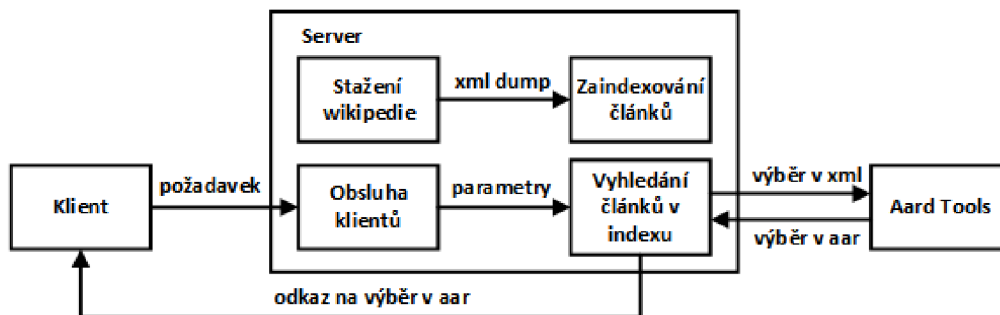 Server
Stažení
wikipedie
xml dump
Zaindexování
článků
Klient
požadavek
Obsluha
klientů
parametry
Vyhledání
článků v
indexu
výběr v xml
výběr v aar
Aard Tools
odkaz na výběr v aar